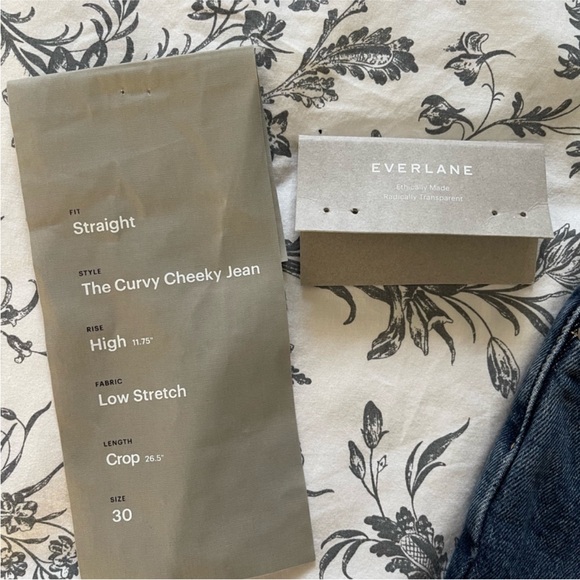 FIT
Straight
STYLE
The Curvy Cheeky Jean
RISE
High 11.75"
FABRIC
Low Stretch
LENGTH
Crop 26.5"
SIZE
30
EVERLANE
Ethically Made
Radically Transparent